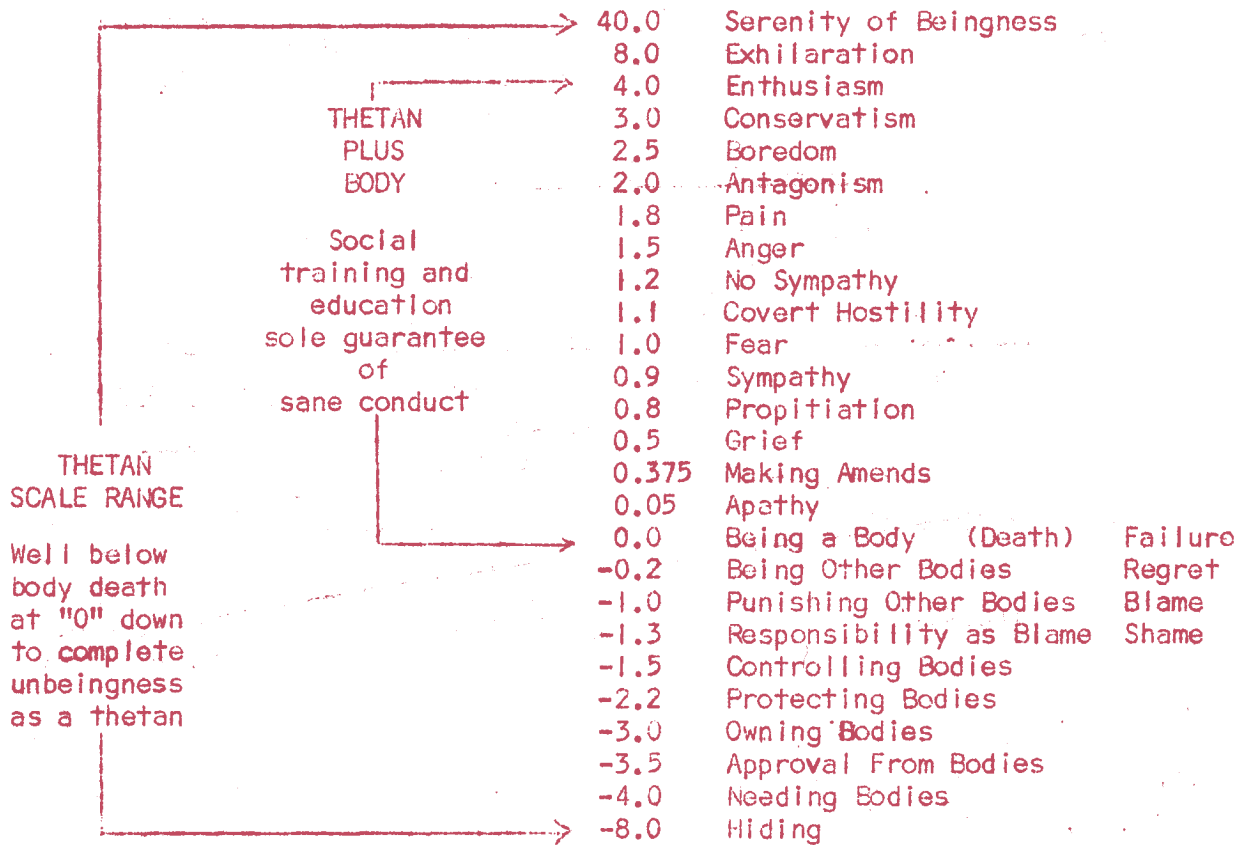 40.0 Serenity of Beingness
8.0 Exhilaration
4.0 Enthusiasm
THETAN 3.0 Conservatism
PLUS 2.5 Boredom
BODY 2.0 Antagonism
1.8 Pain
Social 1.5 Anger
training and 1.2 No Sympathy
education 1.1 Covert Hostility
sole guarantee 1.0 Fear
of 0.9 Sympathy
sane conduct 0.8 Propitiation
0.5 Grief
THETAN 0.375 Making Amends
SCALE RANGE 0.05 Apathy
Well below 0.0 Being a Body (Death) Failure
body death -0.2 Being Other Bodies Regret
at "0" down -1.0 Punishing Other Bodies Blame
to complete -1.3 Responsibility as Blame Shame
unbeingness -1.5 Controlling Bodies
as a thetan -2.2 Protecting Bodies
-3.0 Owning Bodies
-3.5 Approval From Bodies
-4.0 Needing Bodies
-8.0 Hiding